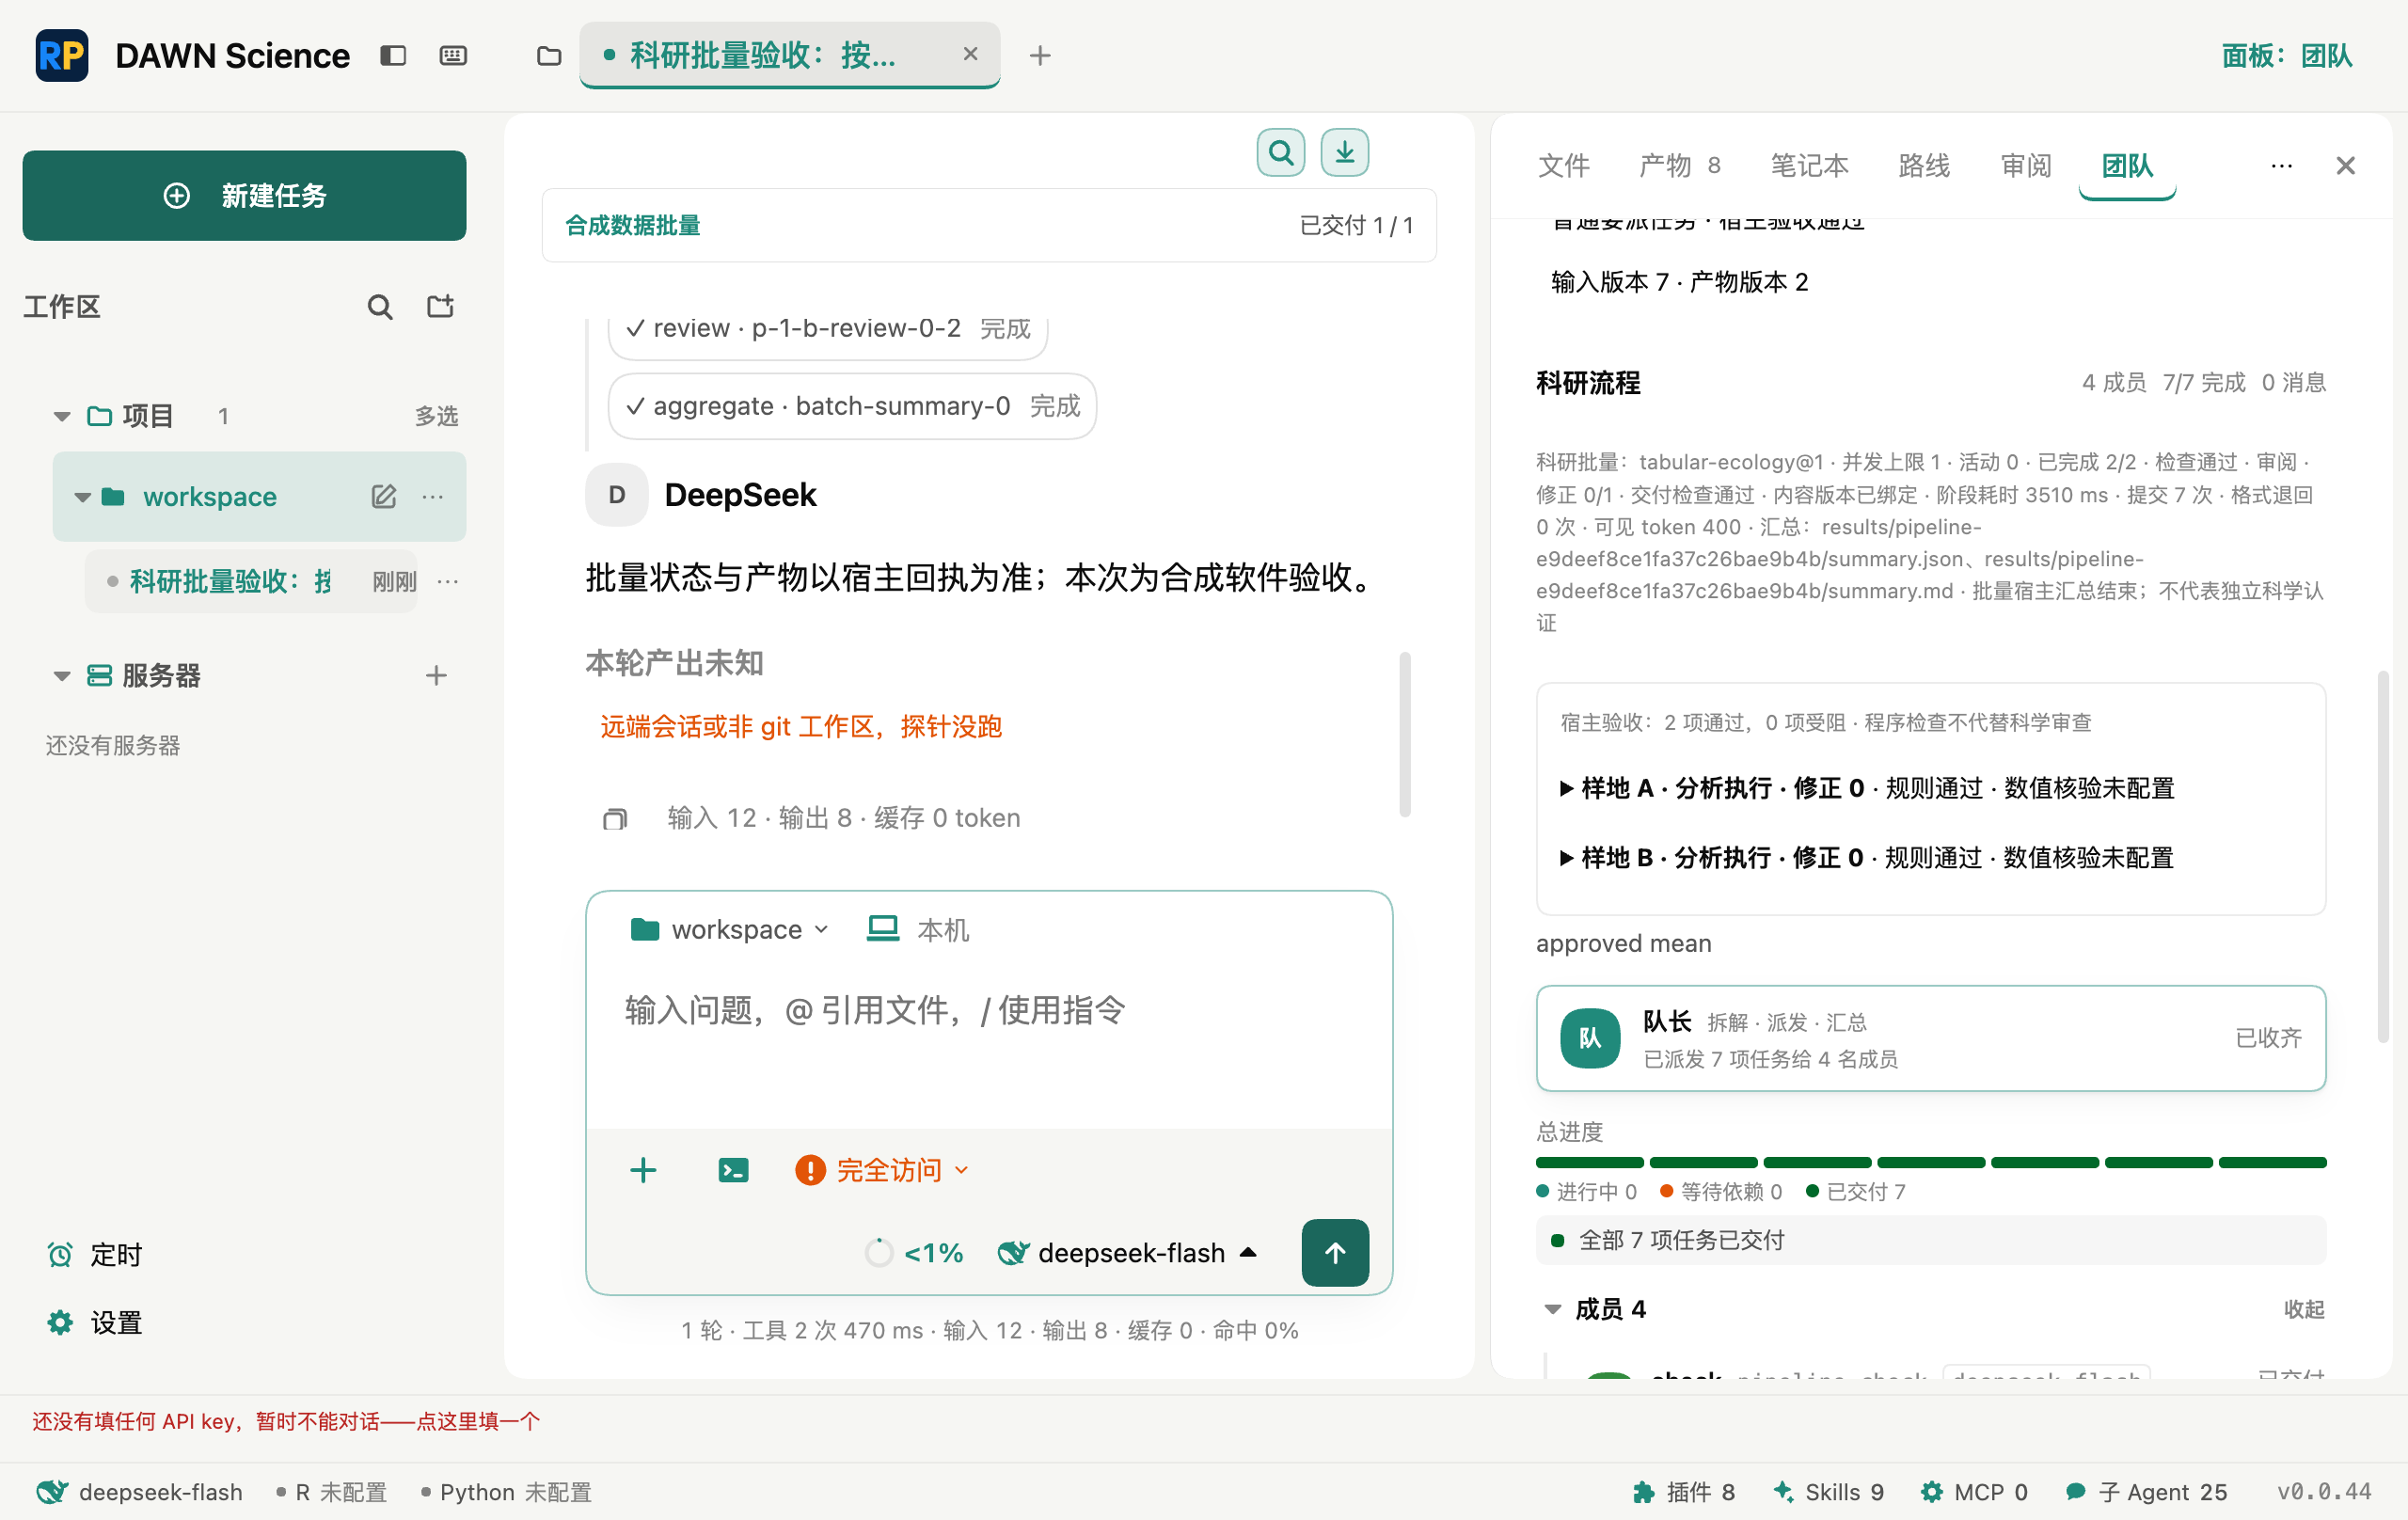 RP
DAWN Science
科研批量验收：按...
面板：团队
新建任务
工作区
项目 1 多选
workspace
科研批量验收： 刚刚
服务器
还没有服务器
定时
设置
合成数据批量 已交付 1 / 1
review · p-1-b-review-0-2 完成
aggregate · batch-summary-0 完成
D DeepSeek
批量状态与产物以宿主回执为准；本次为合成软件验收。
本轮产出未知
远端会话或非 git 工作区，探针没跑
输入 12 · 输出 8 · 缓存 0 token
workspace 本机
输入问题，@ 引用文件，/ 使用指令
完全访问
<1% deepseek-flash
1 轮 · 工具 2 次 470 ms · 输入 12 · 输出 8 · 缓存 0 · 命中 0%
文件 产物 8 笔记本 路线 审阅 团队
普通委派任务 · 宿主验收通过
输入版本 7 · 产物版本 2
科研流程 4 成员 7/7 完成 0 消息
科研批量：tabular-ecology@1 · 并发上限 1 · 活动 0 · 已完成 2/2 · 检查通过 · 审阅 ·
修正 0/1 · 交付检查通过 · 内容版本已绑定 · 阶段耗时 3510 ms · 提交 7 次 · 格式退回
0 次 · 可见 token 400 · 汇总：results/pipeline-
e9deef8ce1fa37c26bae9b4b/summary.json、results/pipeline-
e9deef8ce1fa37c26bae9b4b/summary.md · 批量宿主汇总结束；不代表独立科学认
证
宿主验收：2 项通过，0 项受阻 · 程序检查不代替科学审查
样地 A · 分析执行 · 修正 0 · 规则通过 · 数值核验未配置
样地 B · 分析执行 · 修正 0 · 规则通过 · 数值核验未配置
approved mean
队 队长 拆解 · 派发 · 汇总
已派发 7 项任务给 4 名成员
已收齐
总进度
进行中 0 等待依赖 0 已交付 7
全部 7 项任务已交付
成员 4 收起
check pipeline-check deepseek-flash 已交付
还没有填任何 API key，暂时不能对话——点这里填一个
deepseek-flash R 未配置 Python 未配置
插件 8 Skills 9 MCP 0 子 Agent 25 v0.0.44